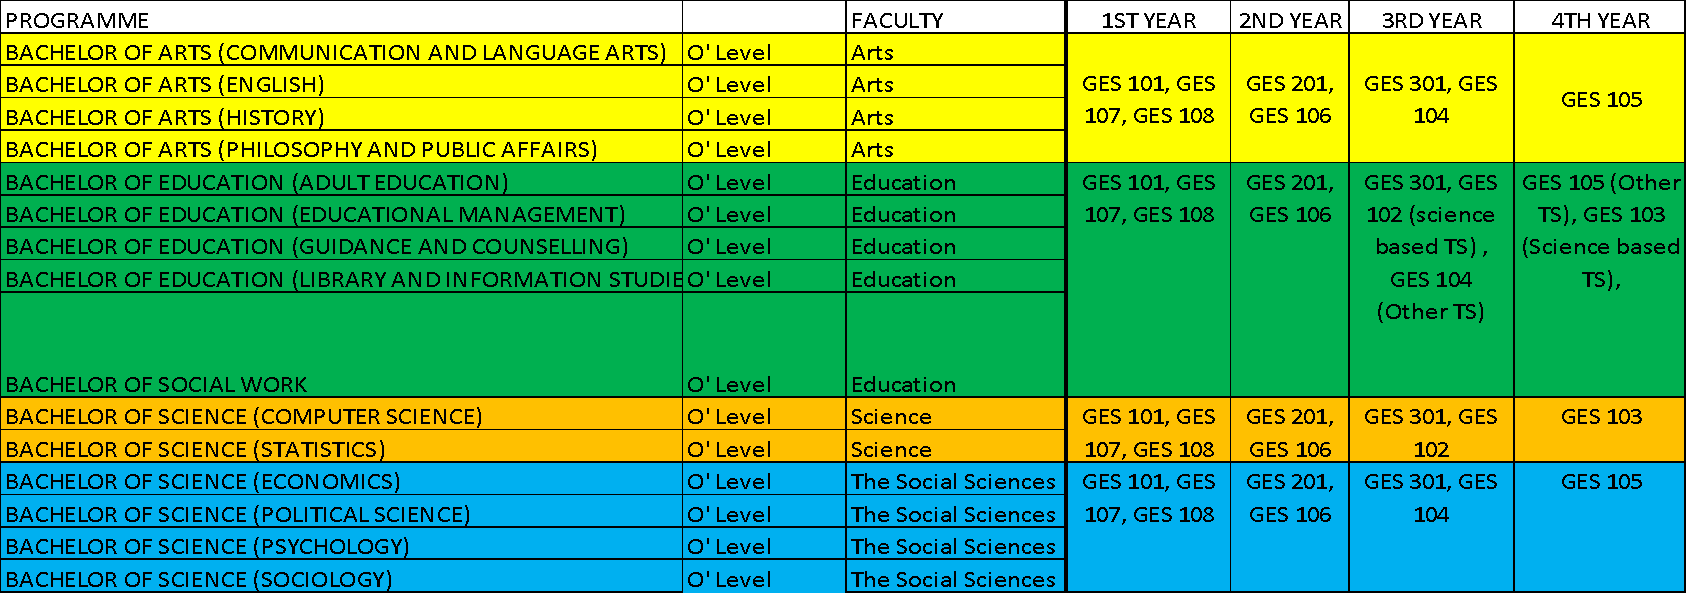 PROGRAMME FACULTY 1ST YEAR 2ND YEAR 3RD YEAR 4TH YEAR
BACHELOR OF ARTS (COMMUNICATION AND LANGUAGE ARTS) O' Level Arts
BACHELOR OF ARTS (ENGLISH) O' Level Arts
BACHELOR OF ARTS (HISTORY) O' Level Arts
BACHELOR OF ARTS (PHILOSOPHY AND PUBLIC AFFAIRS) O' Level Arts
GES 101, GES
107, GES 108
GES 201,
GES 106
GES 301, GES
104
GES 105
BACHELOR OF EDUCATION (ADULT EDUCATION) O' Level Education
BACHELOR OF EDUCATION (EDUCATIONAL MANAGEMENT) O' Level Education
BACHELOR OF EDUCATION (GUIDANCE AND COUNSELLING) O' Level Education
BACHELOR OF EDUCATION (LIBRARY AND INFORMATION STUDIE O' Level Education
BACHELOR OF SOCIAL WORK O' Level Education
GES 101, GES
107, GES 108
GES 201,
GES 106
GES 301, GES
102 (science
based TS) ,
GES 104
(Other TS)
GES 105 (Other
TS), GES 103
(Science based
TS),
BACHELOR OF SCIENCE (COMPUTER SCIENCE) O' Level Science
BACHELOR OF SCIENCE (STATISTICS) O' Level Science
GES 101, GES
107, GES 108
GES 201,
GES 106
GES 301, GES
102
GES 103
BACHELOR OF SCIENCE (ECONOMICS) O' Level The Social Sciences
BACHELOR OF SCIENCE (POLITICAL SCIENCE) O' Level The Social Sciences
BACHELOR OF SCIENCE (PSYCHOLOGY) O' Level The Social Sciences
BACHELOR OF SCIENCE (SOCIOLOGY) O' Level The Social Sciences
GES 101, GES
107, GES 108
GES 201,
GES 106
GES 301, GES
104
GES 105